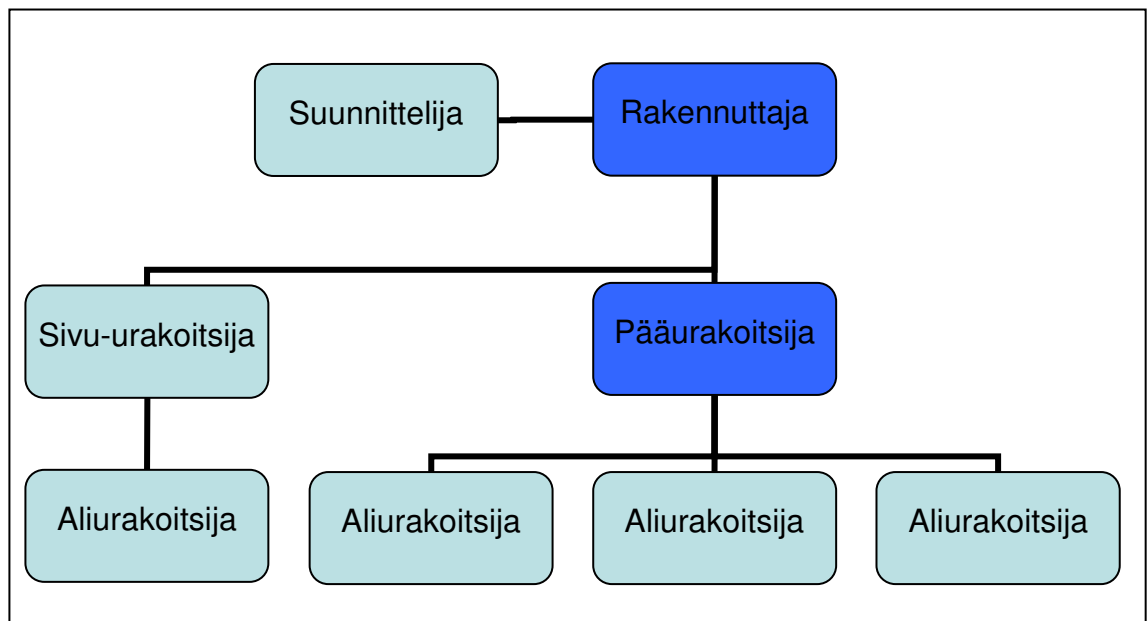 Suunnittelija
Rakennuttaja
Sivu-urakoitsija
Pääurakoitsija
Aliurakoitsija
Aliurakoitsija
Aliurakoitsija
Aliurakoitsija